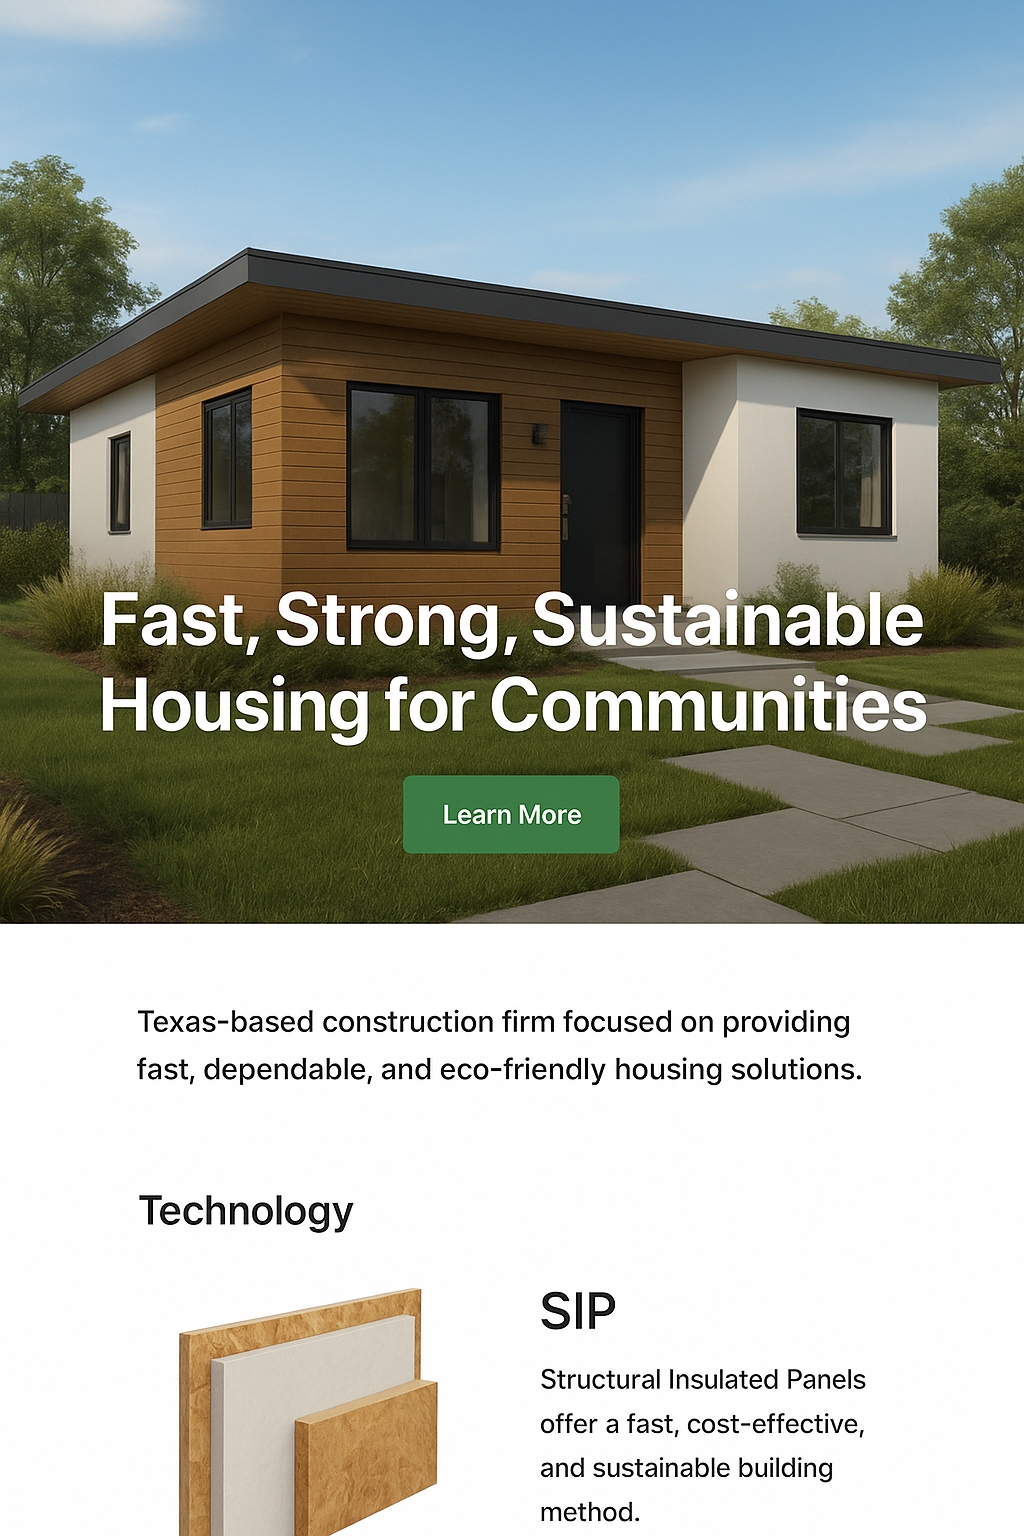 Fast, Strong, Sustainable
Housing for Communities
Learn More
Texas-based construction firm focused on providing
fast, dependable, and eco-friendly housing solutions.
Technology
SIP
Structural Insulated Panels
offer a fast, cost-effective,
and sustainable building
method.